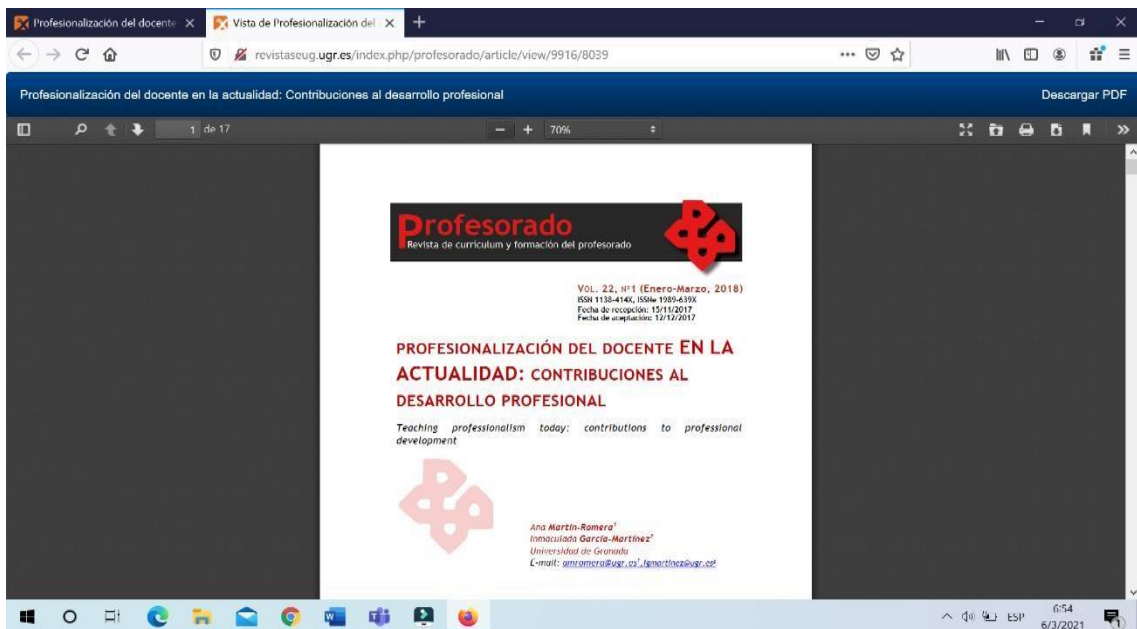 Profesionalización del docente
Vista de Profesionalización del
revistaseug.ugr.es/index.php/profesorado/article/view/9916/8039
Profesionalización del docente en la actualidad: Contribuciones al desarrollo profesional
Descargar PDF
1 de 17
70%
Profesorado
Revista de curriculum y formación del profesorado
VOL. 22, Nº1 (Enero-Marzo, 2018)
ISSN 1138-414X, ISSNe 1989-639X
Fecha de recepción: 15/11/2017
Fecha de aceptación: 12/12/2017
PROFESIONALIZACIÓN DEL DOCENTE EN LA
ACTUALIDAD: CONTRIBUCIONES AL
DESARROLLO PROFESIONAL
Teaching professionalism today: contributions to professional
development
Ana Martín-Romera¹
Inmaculada García-Martínez²
Universidad de Granada
E-mail: amromera@ugr.es¹,igmartinez@ugr.es²
ESP
6:54
6/3/2021
1